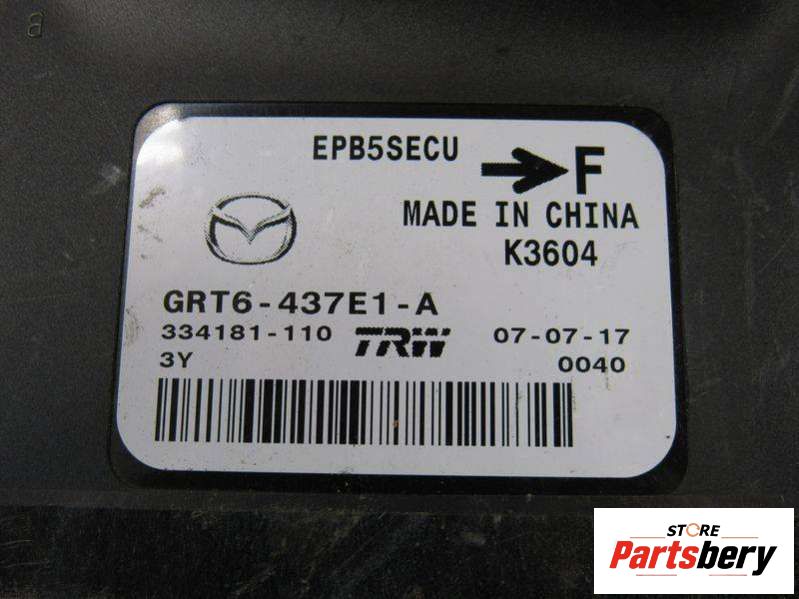 a
EPB5SECU
F
MADE IN CHINA
K3604
GRT6-437E1-A
334181-110 TRW 07-07-17
3Y 0040
STORE
Partsbery